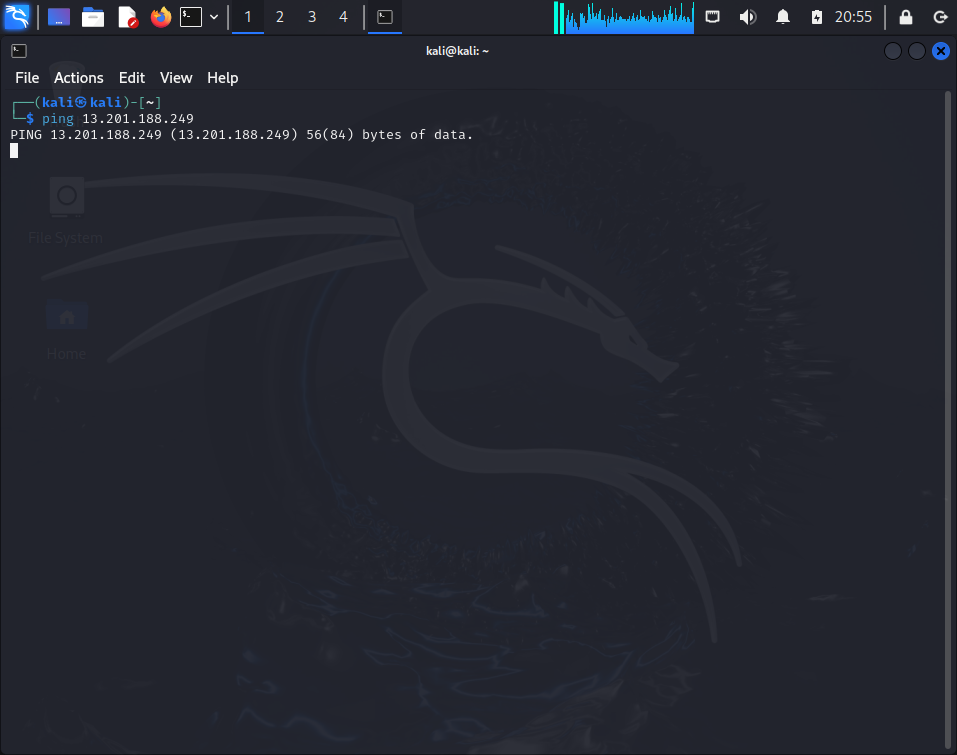 1 2 3 4 20:55
kali@kali: ~
File Actions Edit View Help
┌──(kali㉿kali)-[~]
└─$ ping 13.201.188.249
PING 13.201.188.249 (13.201.188.249) 56(84) bytes of data.
File System
Home